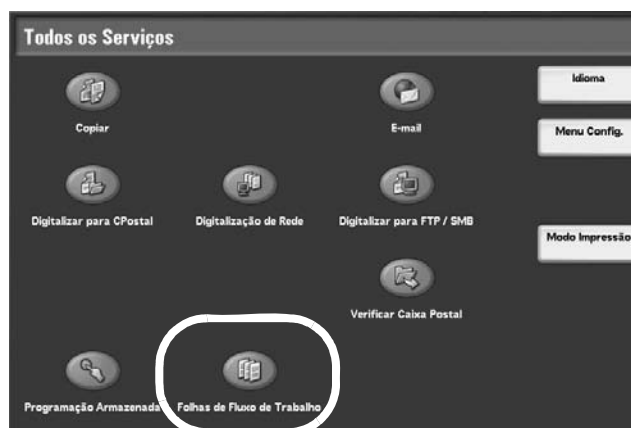 Todos os Serviços
Copiar
E-mail
Idioma
Menu Config.
Digitalizar para CPostal
Digitalização de Rede
Digitalizar para FTP / SMB
Modo Impressão
Verificar Caixa Postal
Programação Armazenada
Folhas de Fluxo de Trabalho